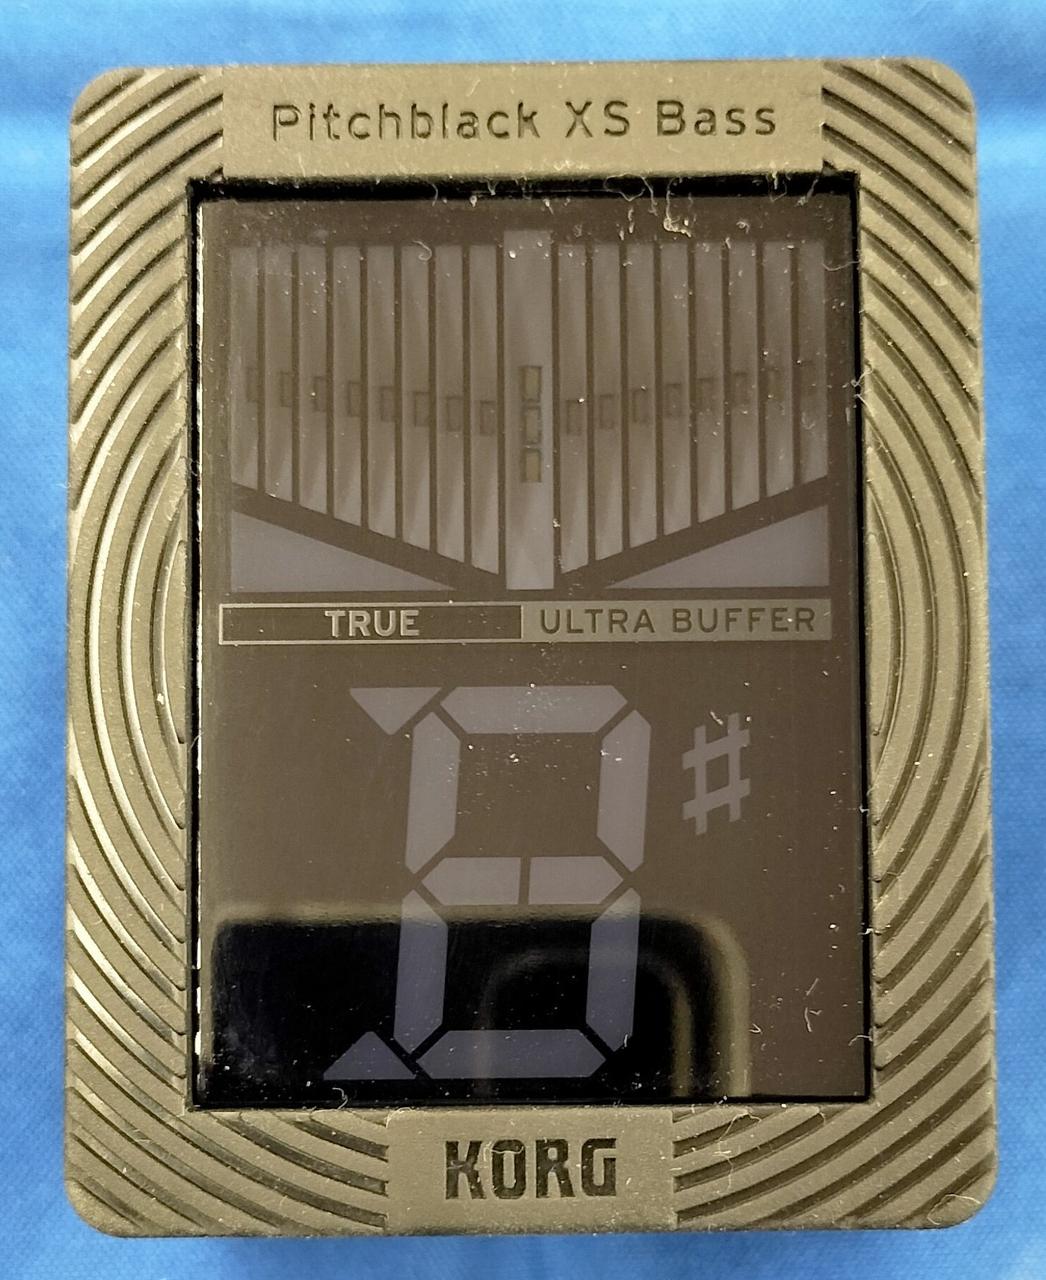 Pitchblack XS Bass
TRUE ULTRA BUFFER
#
KORG